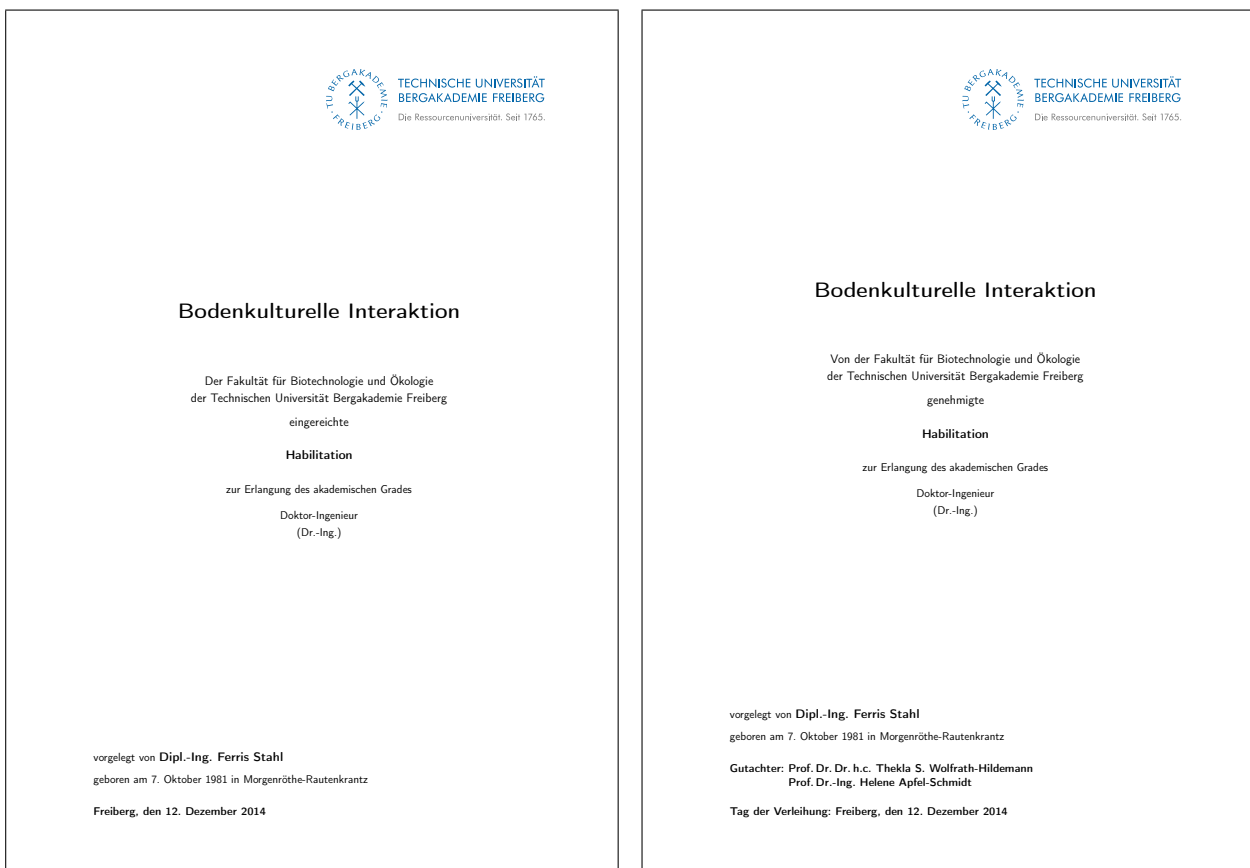 TU BERGAKADEMIE FREIBERG
TECHNISCHE UNIVERSITÄT
BERGAKADEMIE FREIBERG
Die Ressourcenuniversität. Seit 1765.
Bodenkulturelle Interaktion
Der Fakultät für Biotechnologie und Ökologie
der Technischen Universität Bergakademie Freiberg
eingereichte
Habilitation
zur Erlangung des akademischen Grades
Doktor-Ingenieur
(Dr.-Ing.)
vorgelegt von Dipl.-Ing. Ferris Stahl
geboren am 7. Oktober 1981 in Morgenröthe-Rautenkrantz
Freiberg, den 12. Dezember 2014
TU BERGAKADEMIE FREIBERG
TECHNISCHE UNIVERSITÄT
BERGAKADEMIE FREIBERG
Die Ressourcenuniversität. Seit 1765.
Bodenkulturelle Interaktion
Von der Fakultät für Biotechnologie und Ökologie
der Technischen Universität Bergakademie Freiberg
genehmigte
Habilitation
zur Erlangung des akademischen Grades
Doktor-Ingenieur
(Dr.-Ing.)
vorgelegt von Dipl.-Ing. Ferris Stahl
geboren am 7. Oktober 1981 in Morgenröthe-Rautenkrantz
Gutachter: Prof. Dr. Dr. h.c. Thekla S. Wolfrath-Hildemann
Prof. Dr.-Ing. Helene Apfel-Schmidt
Tag der Verleihung: Freiberg, den 12. Dezember 2014